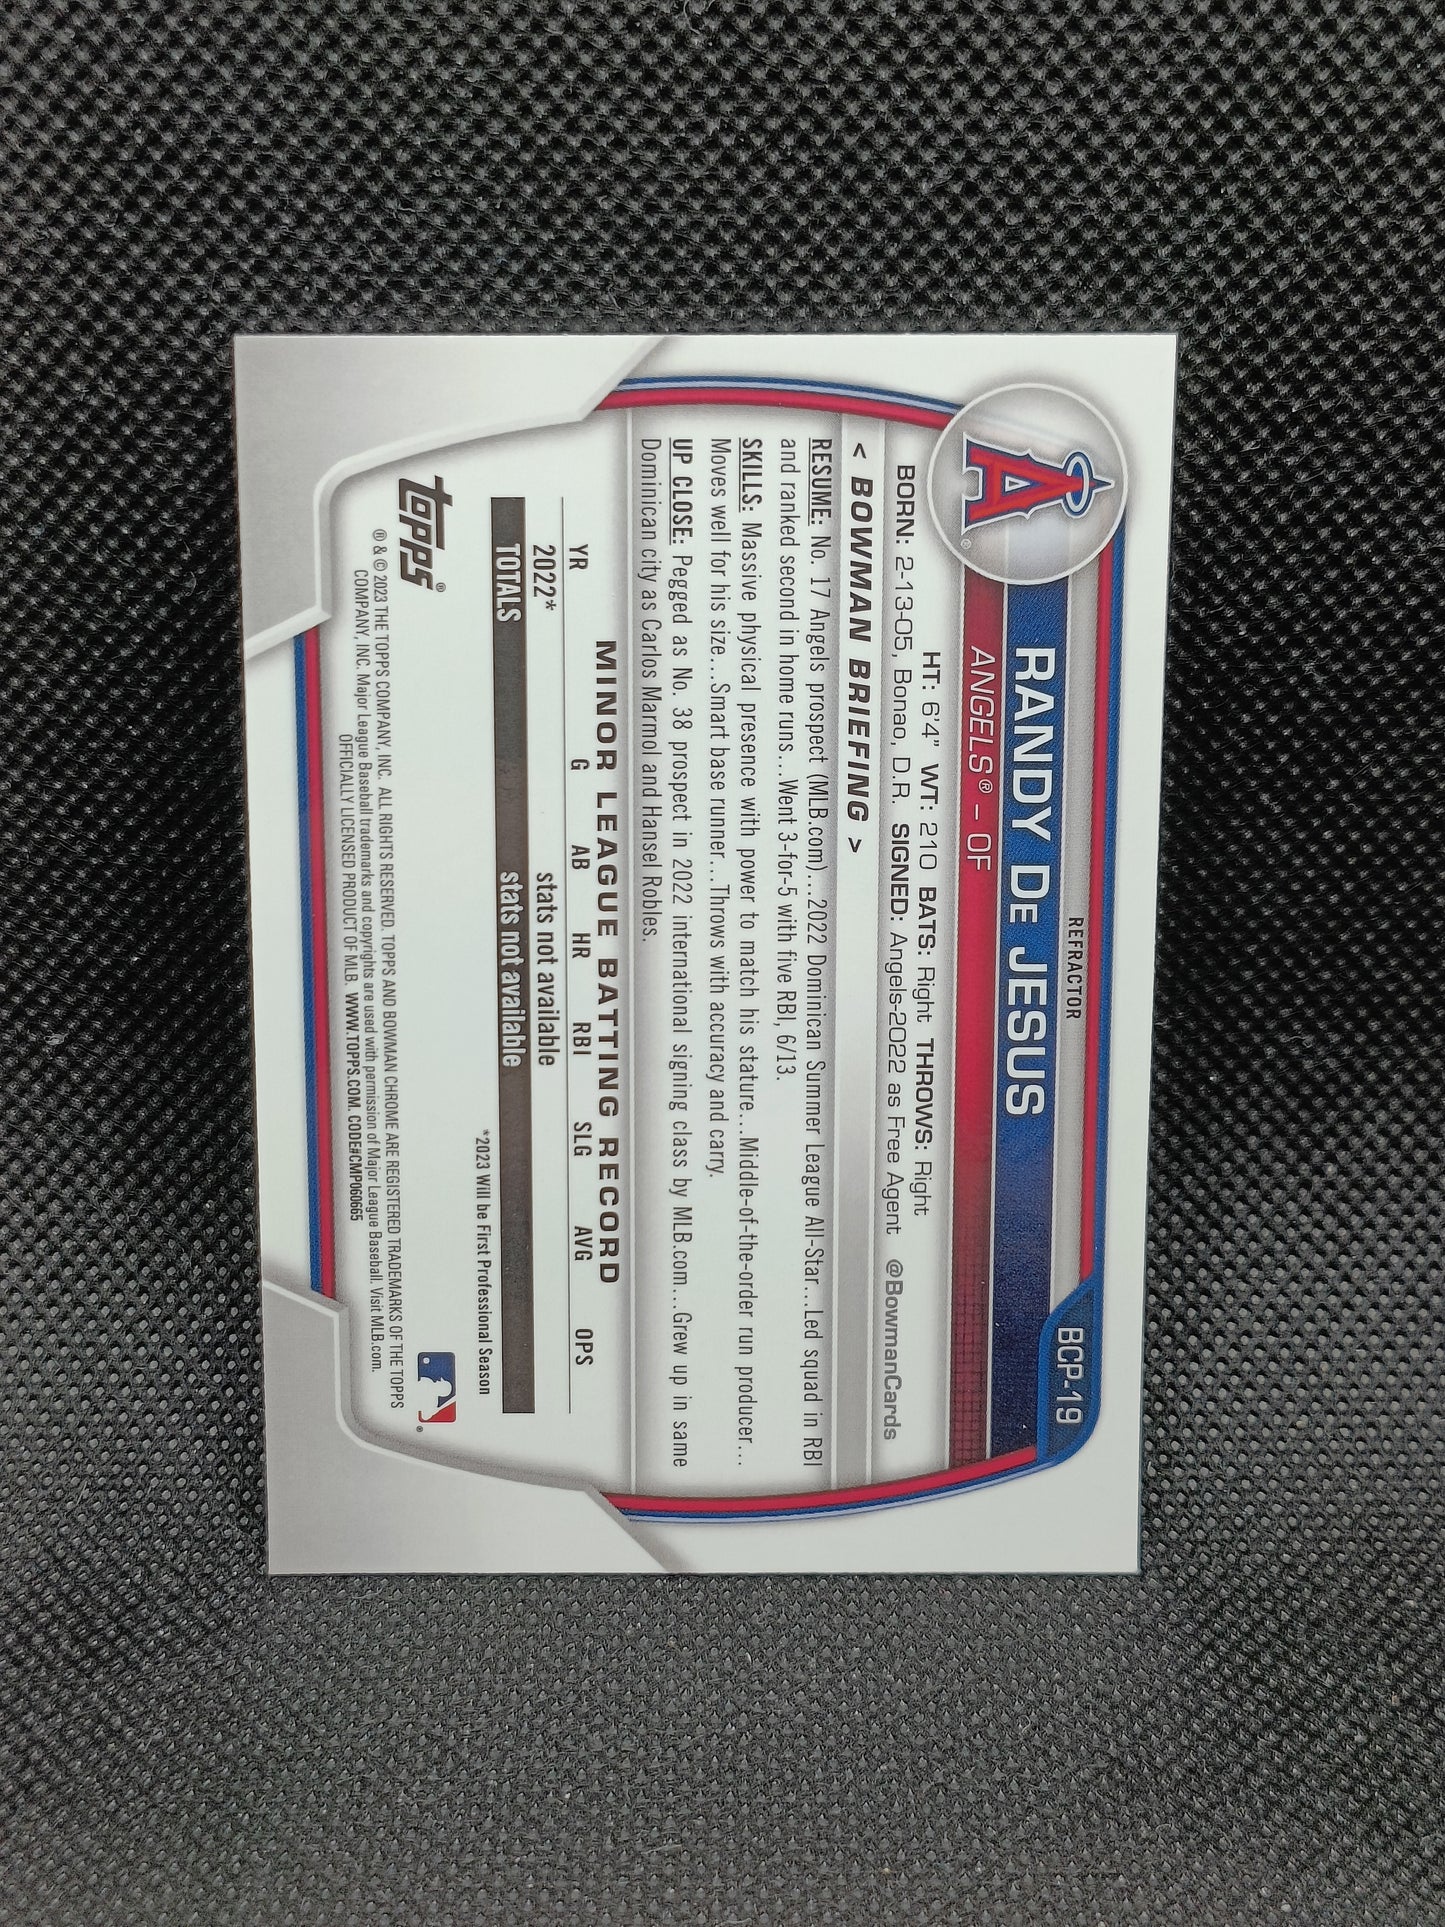 REFRACTOR
BCP-19
RANDY DE JESUS
ANGELS® – OF
A®
HT: 6'4" WT: 210 BATS: Right THROWS: Right
BORN: 2-13-05, Bonao, D.R. SIGNED: Angels-2022 as Free Agent @BowmanCards
< BOWMAN BRIEFING >
RESUME: No. 17 Angels prospect (MLB.com)...2022 Dominican Summer League All-Star...Led squad in RBI
and ranked second in home runs...Went 3-for-5 with five RBI, 6/13.
SKILLS: Massive physical presence with power to match his stature...Middle-of-the-order run producer...
Moves well for his size...Smart base runner...Throws with accuracy and carry.
UP CLOSE: Pegged as No. 38 prospect in 2022 international signing class by MLB.com...Grew up in same
Dominican city as Carlos Marmol and Hansel Robles.
MINOR LEAGUE BATTING RECORD
YR G AB HR RBI SLG AVG OPS
2022* stats not available
TOTALS stats not available
*2023 Will be First Professional Season
topps®
® & © 2023 THE TOPPS COMPANY, INC. ALL RIGHTS RESERVED. TOPPS AND BOWMAN CHROME ARE REGISTERED TRADEMARKS OF THE TOPPS
COMPANY, INC. Major League Baseball trademarks and copyrights are used with permission of Major League Baseball. Visit MLB.com.
OFFICIALLY LICENSED PRODUCT OF MLB. WWW.TOPPS.COM. CODE#CMP060665